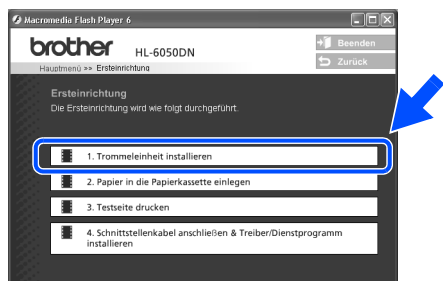 Macromedia Flash Player 6
brother HL-6050DN
Beenden
Zurück
Hauptmenü »» Ersteinrichtung
Ersteinrichtung
Die Ersteinrichtung wird wie folgt durchgeführt.
1. Trommeleinheit installieren
2. Papier in die Papierkassette einlegen
3. Testseite drucken
4. Schnittstellenkabel anschließen & Treiber/Dienstprogramm
installieren